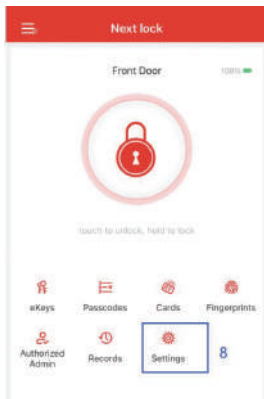 Next lock
Front Door 100%
touch to unlock, hold to lock
eKeys Passcodes Cards Fingerprints
Authorized Admin Records Settings 8